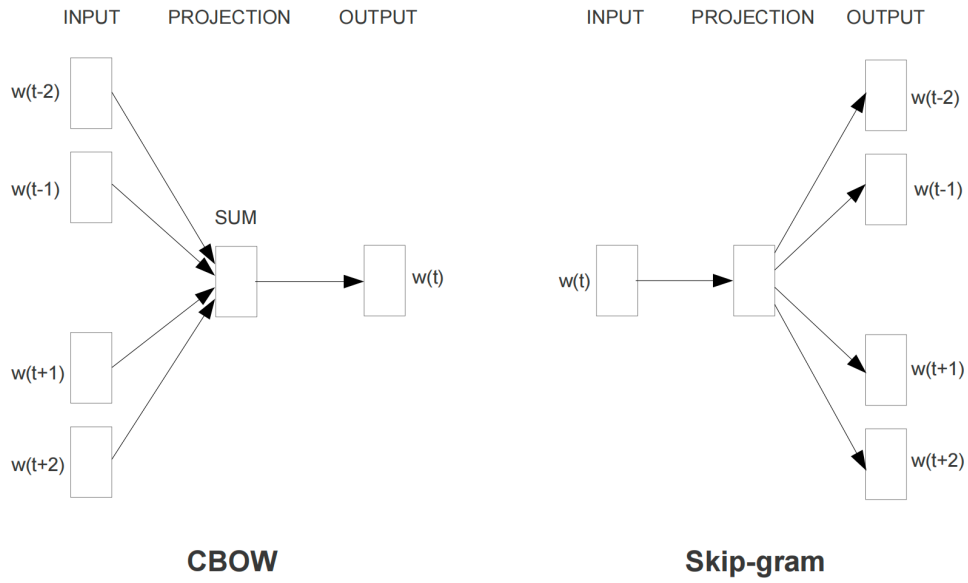 INPUT PROJECTION OUTPUT
w(t-2)
w(t-1)
SUM
w(t)
w(t+1)
w(t+2)
CBOW
INPUT PROJECTION OUTPUT
w(t-2)
w(t-1)
w(t)
w(t+1)
w(t+2)
Skip-gram